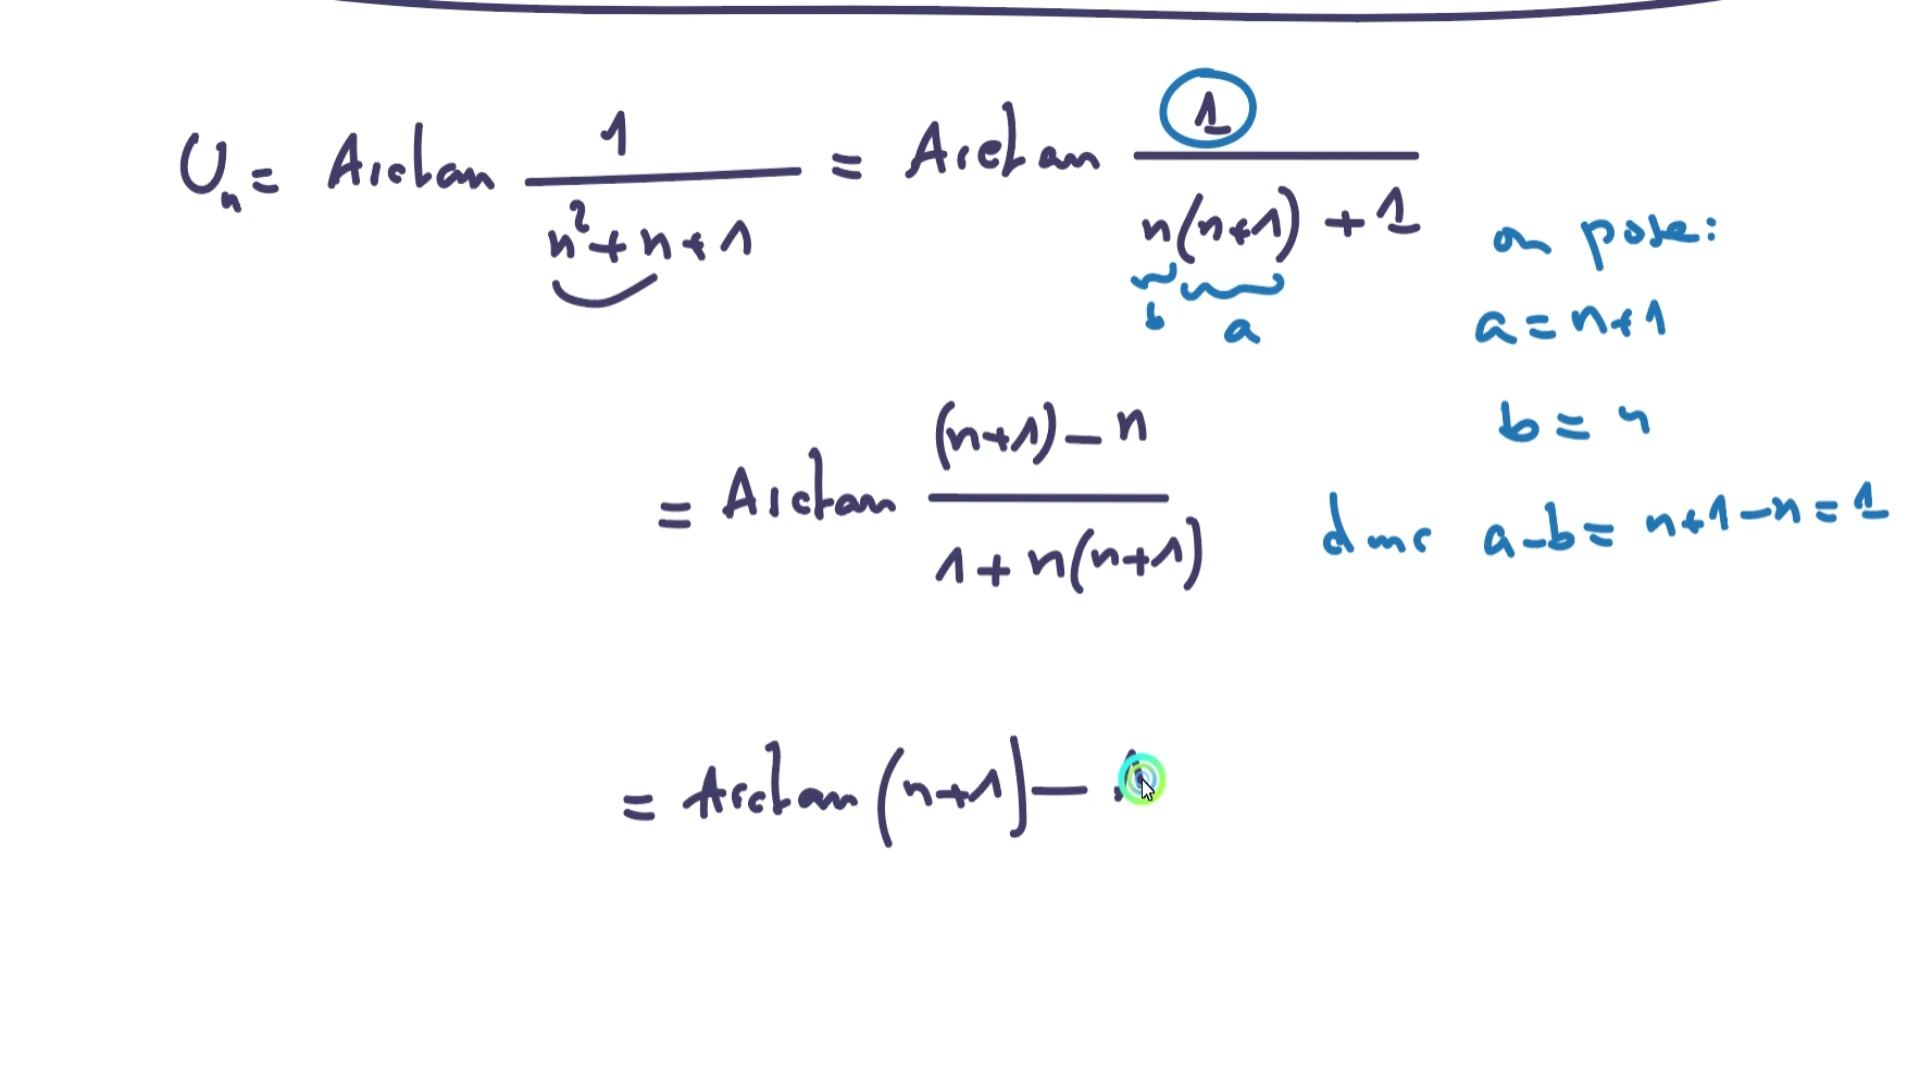 Uₙ = Arctan 1/(n²+n+1) = Arctan 1/(n(n+1)+1)
b a
on pose:
a = n+1
= Arctan ((n+1)-n)/(1+n(n+1))
b = n
donc a-b = n+1-n = 1
= Arctan (n+1) -